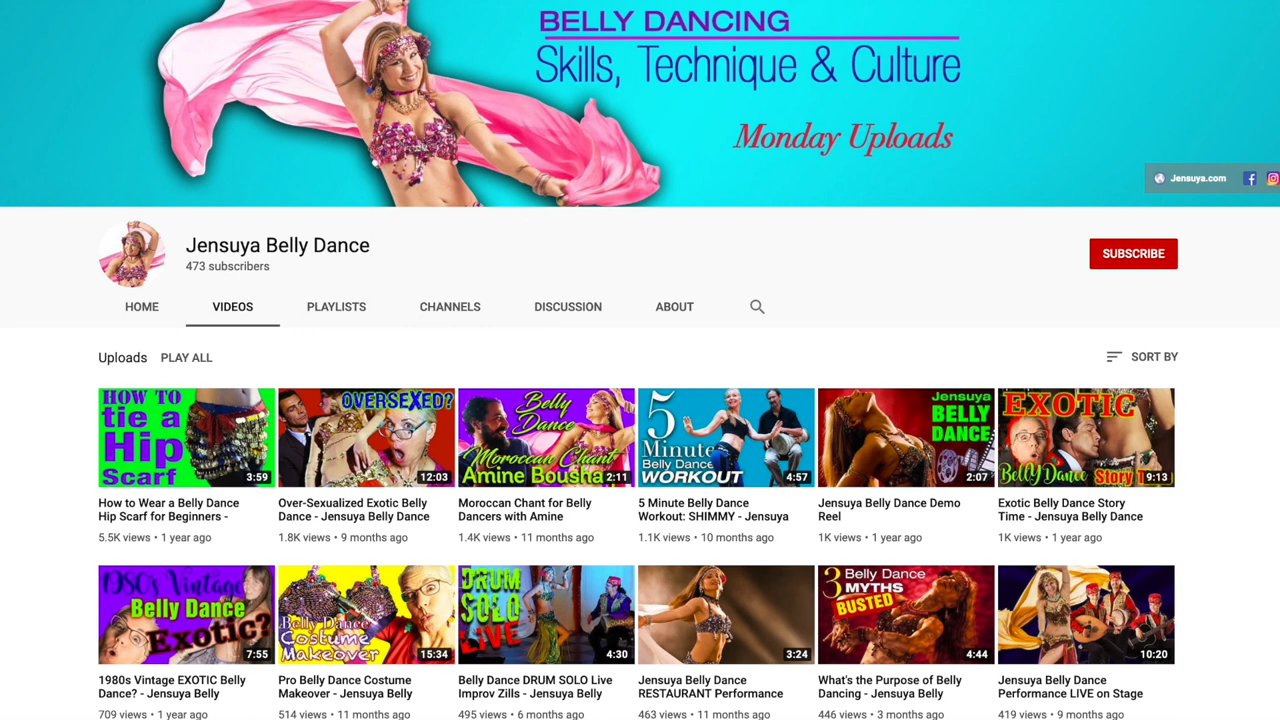 BELLY DANCING
Skills, Technique & Culture
Monday Uploads
Jensuya.com
Jensuya Belly Dance
473 subscribers
SUBSCRIBE
HOME VIDEOS PLAYLISTS CHANNELS DISCUSSION ABOUT
Uploads PLAY ALL SORT BY
HOW TO
tie a
Hip
Scarf
3:59
OVERSEXED?
12:03
Belly
Dance
Moroccan Chant
Amine Bousha
2:11
5
Minute
Belly Dance
WORKOUT
4:57
Jensuya
BELLY
DANCE
2:07
EXOTIC
Belly Dance Story T
9:13
How to Wear a Belly Dance
Hip Scarf for Beginners -
5.5K views • 1 year ago
Over-Sexualized Exotic Belly
Dance - Jensuya Belly Dance
1.8K views • 9 months ago
Moroccan Chant for Belly
Dancers with Amine
1.4K views • 11 months ago
5 Minute Belly Dance
Workout: SHIMMY - Jensuya
1.1K views • 10 months ago
Jensuya Belly Dance Demo
Reel
1K views • 1 year ago
Exotic Belly Dance Story
Time - Jensuya Belly Dance
1K views • 1 year ago
Vintage
Belly Dance
Exotic?
7:55
Belly Dance
Costume
Makeover
15:34
DRUM
SOLO
LIVE
4:30
3:24
3 Belly Dance
MYTHS
BUSTED
4:44
10:20
1980s Vintage EXOTIC Belly
Dance? - Jensuya Belly
709 views • 1 year ago
Pro Belly Dance Costume
Makeover - Jensuya Belly
514 views • 11 months ago
Belly Dance DRUM SOLO Live
Improv Zills - Jensuya Belly
495 views • 6 months ago
Jensuya Belly Dance
RESTAURANT Performance
463 views • 11 months ago
What's the Purpose of Belly
Dancing - Jensuya Belly
446 views • 3 months ago
Jensuya Belly Dance
Performance LIVE on Stage
419 views • 9 months ago